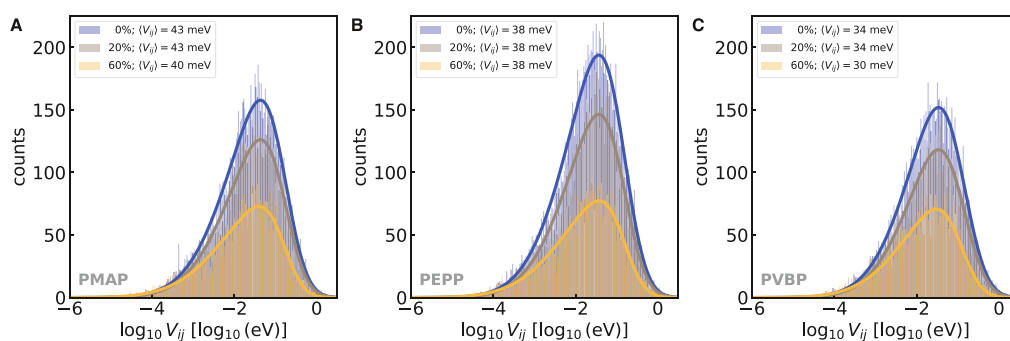 A
0%; ⟨V_ij⟩ = 43 meV
20%; ⟨V_ij⟩ = 43 meV
60%; ⟨V_ij⟩ = 40 meV
counts
200
150
100
50
0
PMAP
−6 −4 −2 0
log₁₀ V_ij [log₁₀ (eV)]
B
0%; ⟨V_ij⟩ = 38 meV
20%; ⟨V_ij⟩ = 38 meV
60%; ⟨V_ij⟩ = 38 meV
counts
200
150
100
50
0
PEPP
−6 −4 −2 0
log₁₀ V_ij [log₁₀ (eV)]
C
0%; ⟨V_ij⟩ = 34 meV
20%; ⟨V_ij⟩ = 34 meV
60%; ⟨V_ij⟩ = 30 meV
counts
200
150
100
50
0
PVBP
−6 −4 −2 0
log₁₀ V_ij [log₁₀ (eV)]